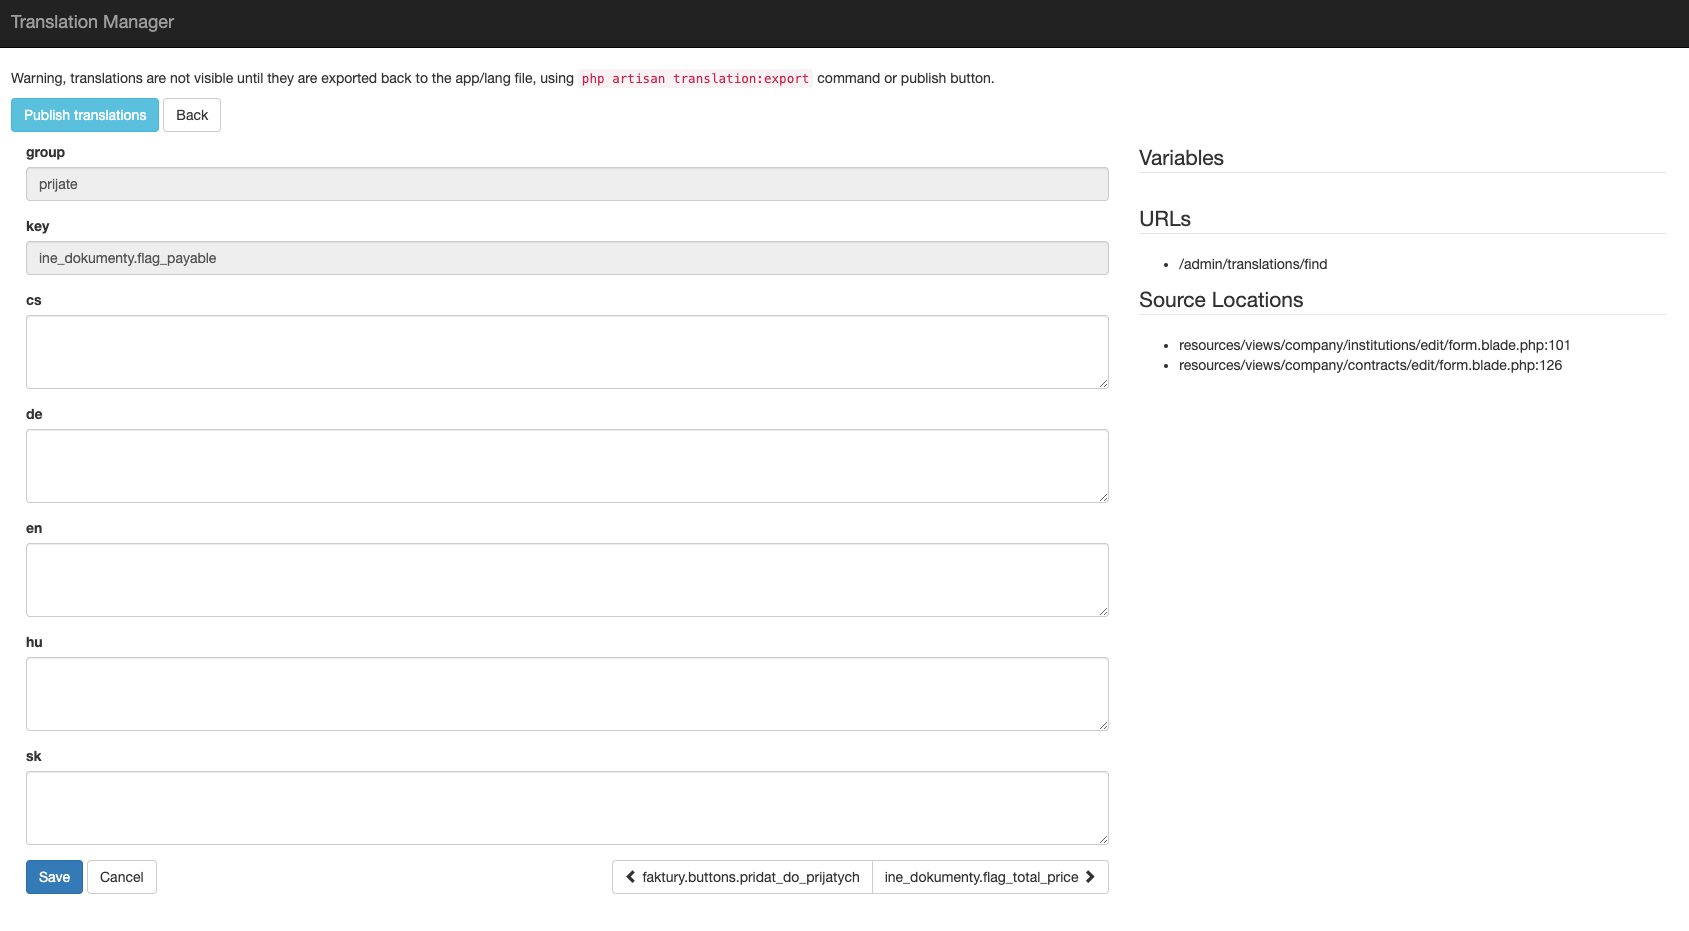 Translation Manager
Warning, translations are not visible until they are exported back to the app/lang file, using php artisan translation:export command or publish button.
Publish translations Back
group
prijate
key
ine_dokumenty.flag_payable
cs
de
en
hu
sk
Save Cancel
faktury.buttons.pridat_do_prijatych ine_dokumenty.flag_total_price
Variables
URLs
• /admin/translations/find
Source Locations
• resources/views/company/institutions/edit/form.blade.php:101
• resources/views/company/contracts/edit/form.blade.php:126